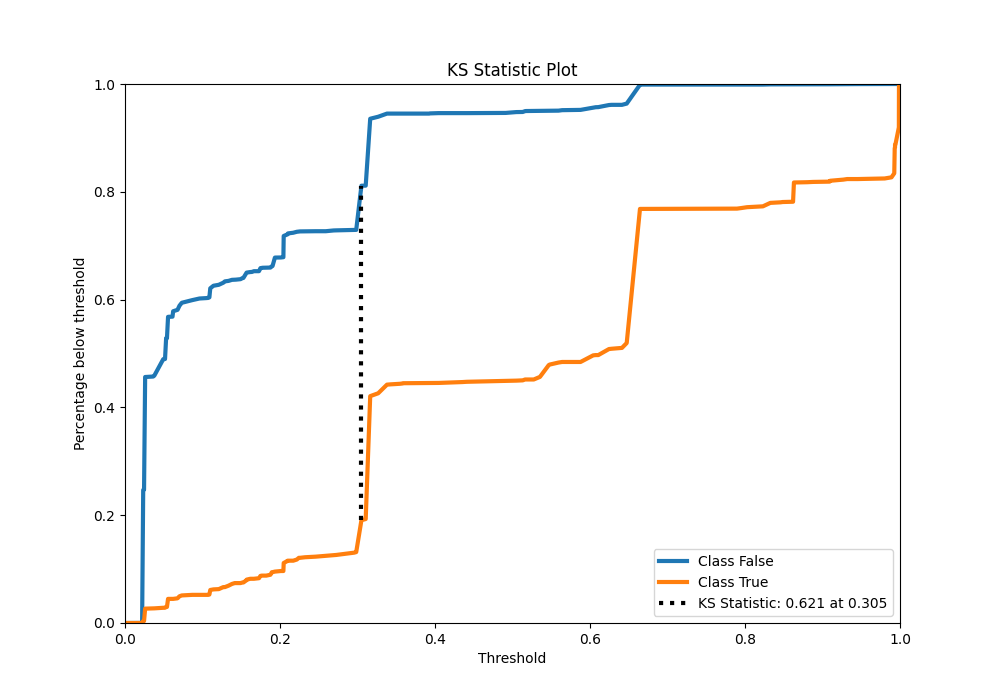 KS Statistic Plot
Percentage below threshold
1.0
0.8
0.6
0.4
0.2
0.0
0.0 0.2 0.4 0.6 0.8 1.0
Threshold
Class False
Class True
KS Statistic: 0.621 at 0.305